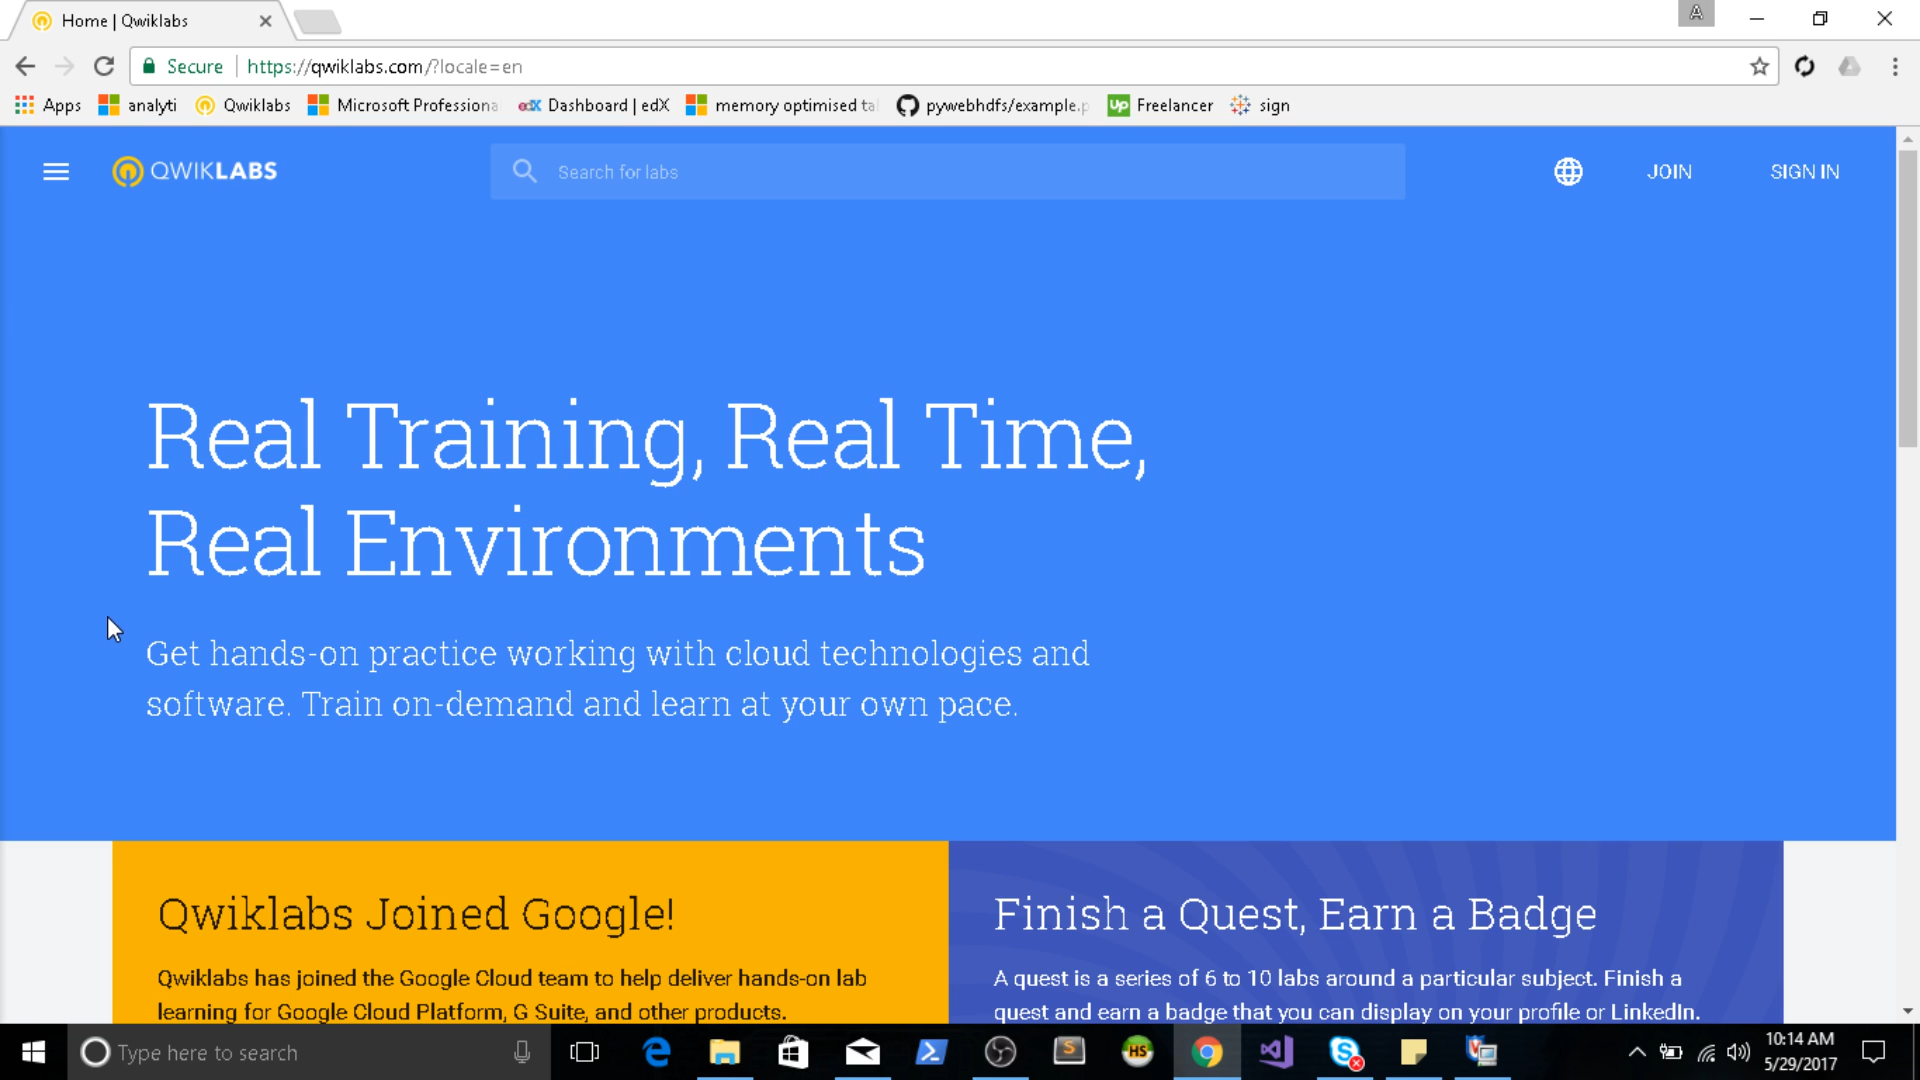 Home | Qwiklabs
A
Secure https://qwiklabs.com/?locale=en
Apps analyti Qwiklabs Microsoft Professiona Dashboard | edX memory optimised ta pywebhdfs/example.p Up Freelancer sign
QWIKLABS Search for labs JOIN SIGN IN
Real Training, Real Time,
Real Environments
Get hands-on practice working with cloud technologies and
software. Train on-demand and learn at your own pace.
Qwiklabs Joined Google!
Qwiklabs has joined the Google Cloud team to help deliver hands-on lab
learning for Google Cloud Platform, G Suite, and other products.
Finish a Quest, Earn a Badge
A quest is a series of 6 to 10 labs around a particular subject. Finish a
quest and earn a badge that you can display on your profile or LinkedIn.
Type here to search
HS
10:14 AM
5/29/2017